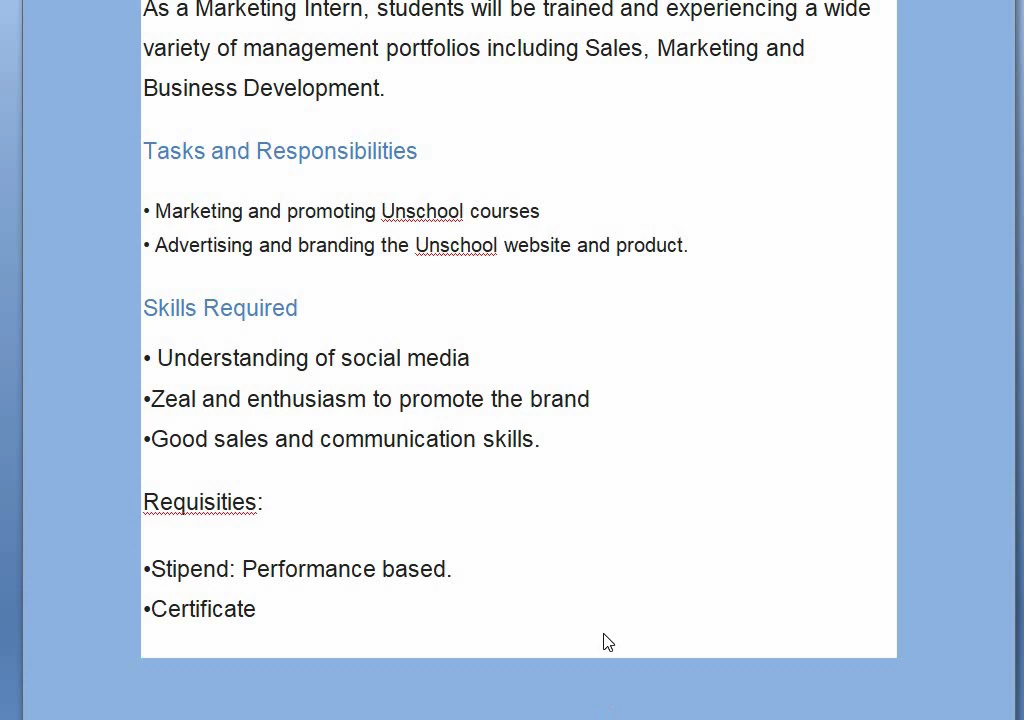 As a Marketing Intern, students will be trained and experiencing a wide
variety of management portfolios including Sales, Marketing and
Business Development.
Tasks and Responsibilities
• Marketing and promoting Unschool courses
• Advertising and branding the Unschool website and product.
Skills Required
• Understanding of social media
•Zeal and enthusiasm to promote the brand
•Good sales and communication skills.
Requisities:
•Stipend: Performance based.
•Certificate